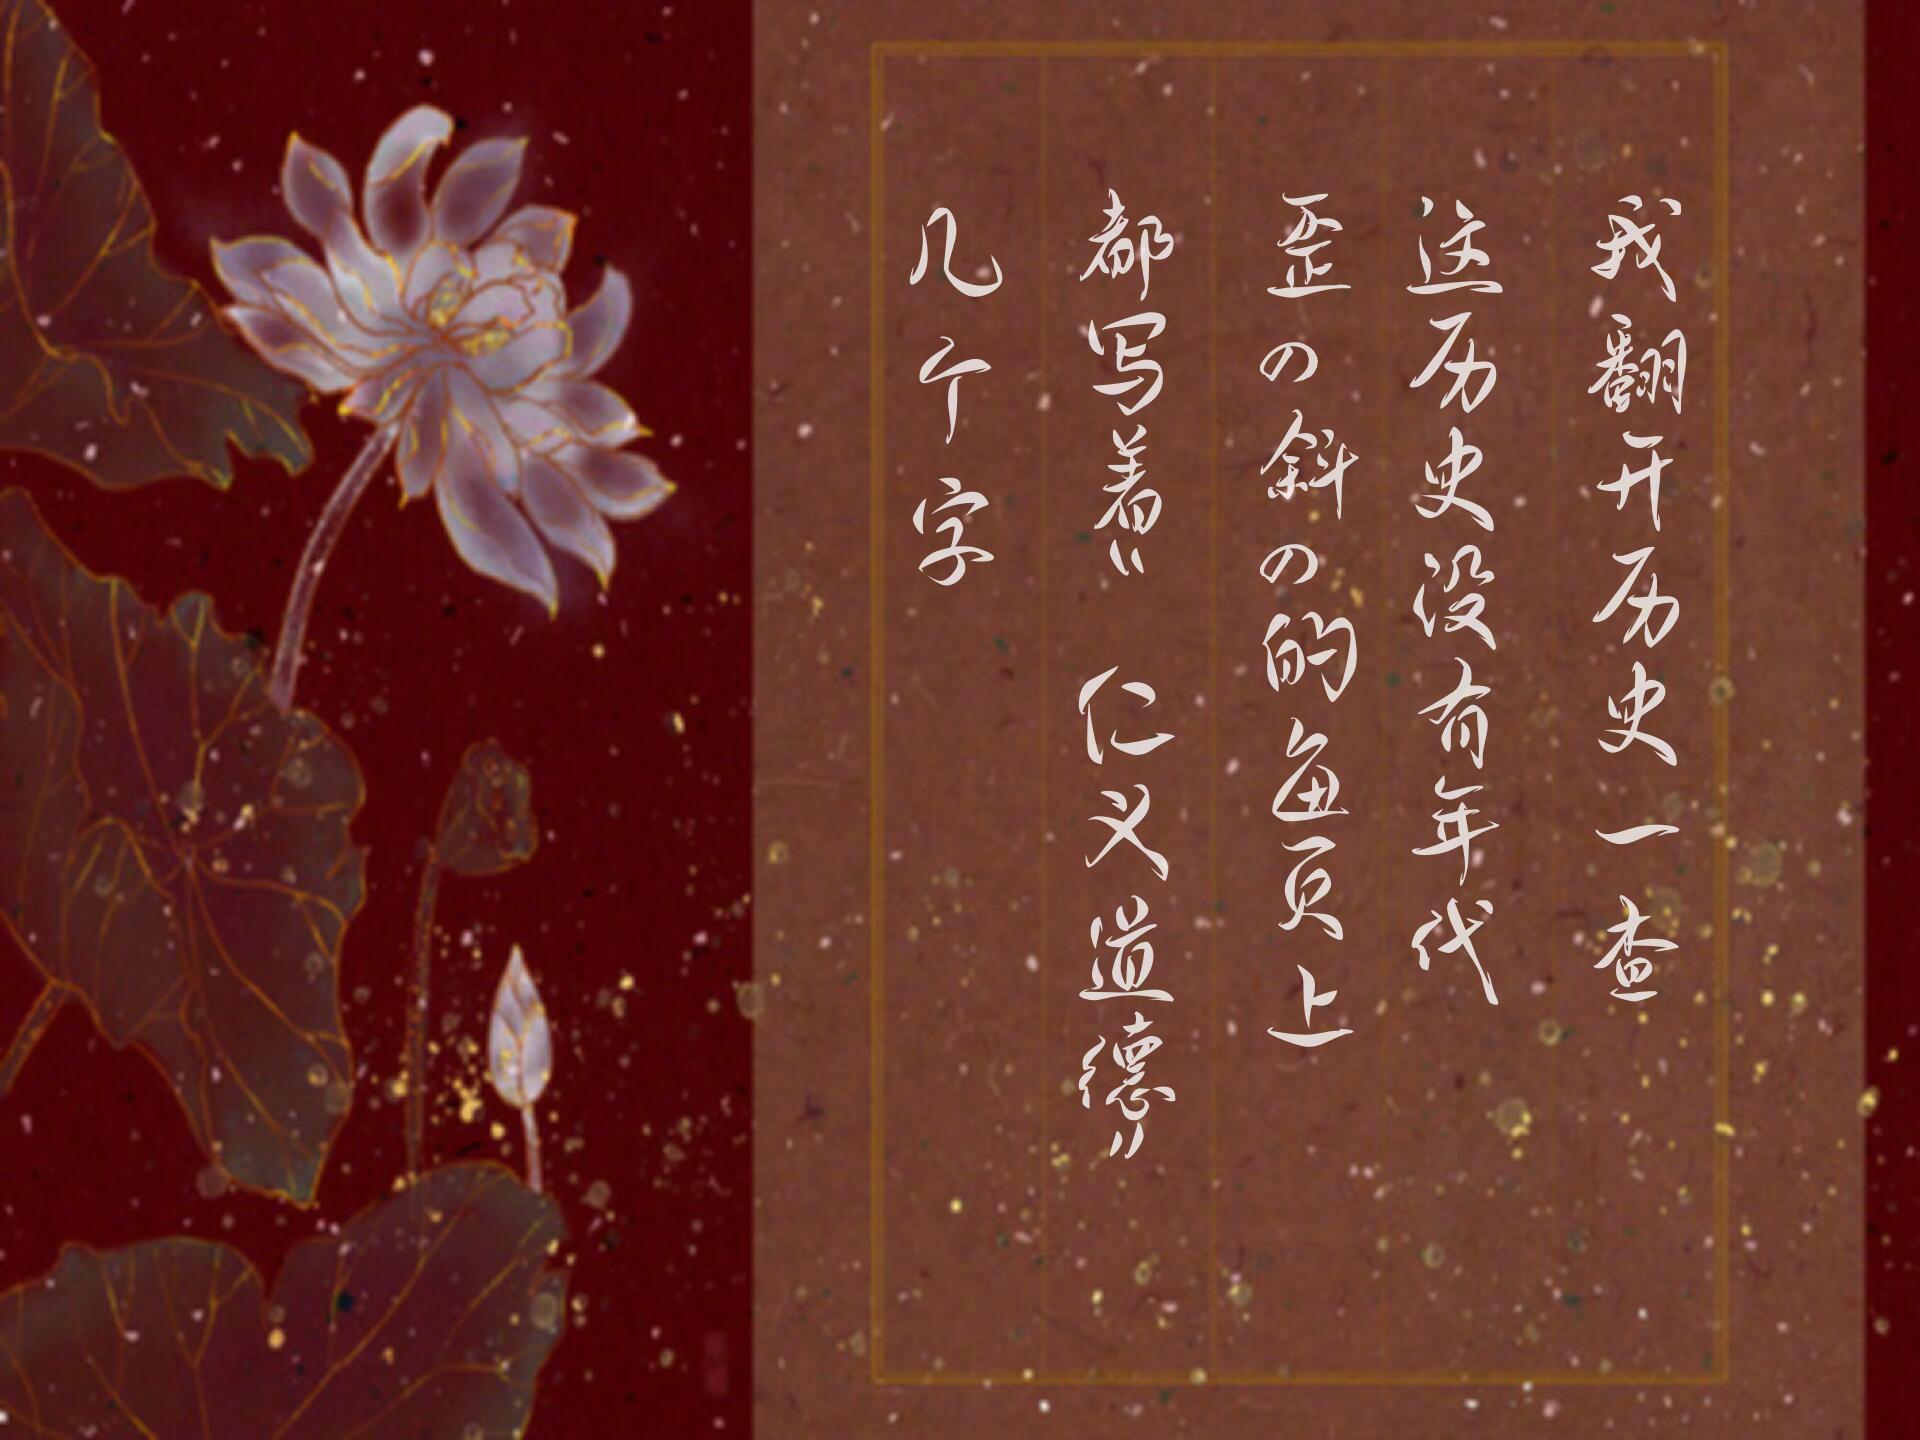 我翻开历史一查
这历史没有年代
歪の斜の的每页上
都写着“仁义道德”
几个字